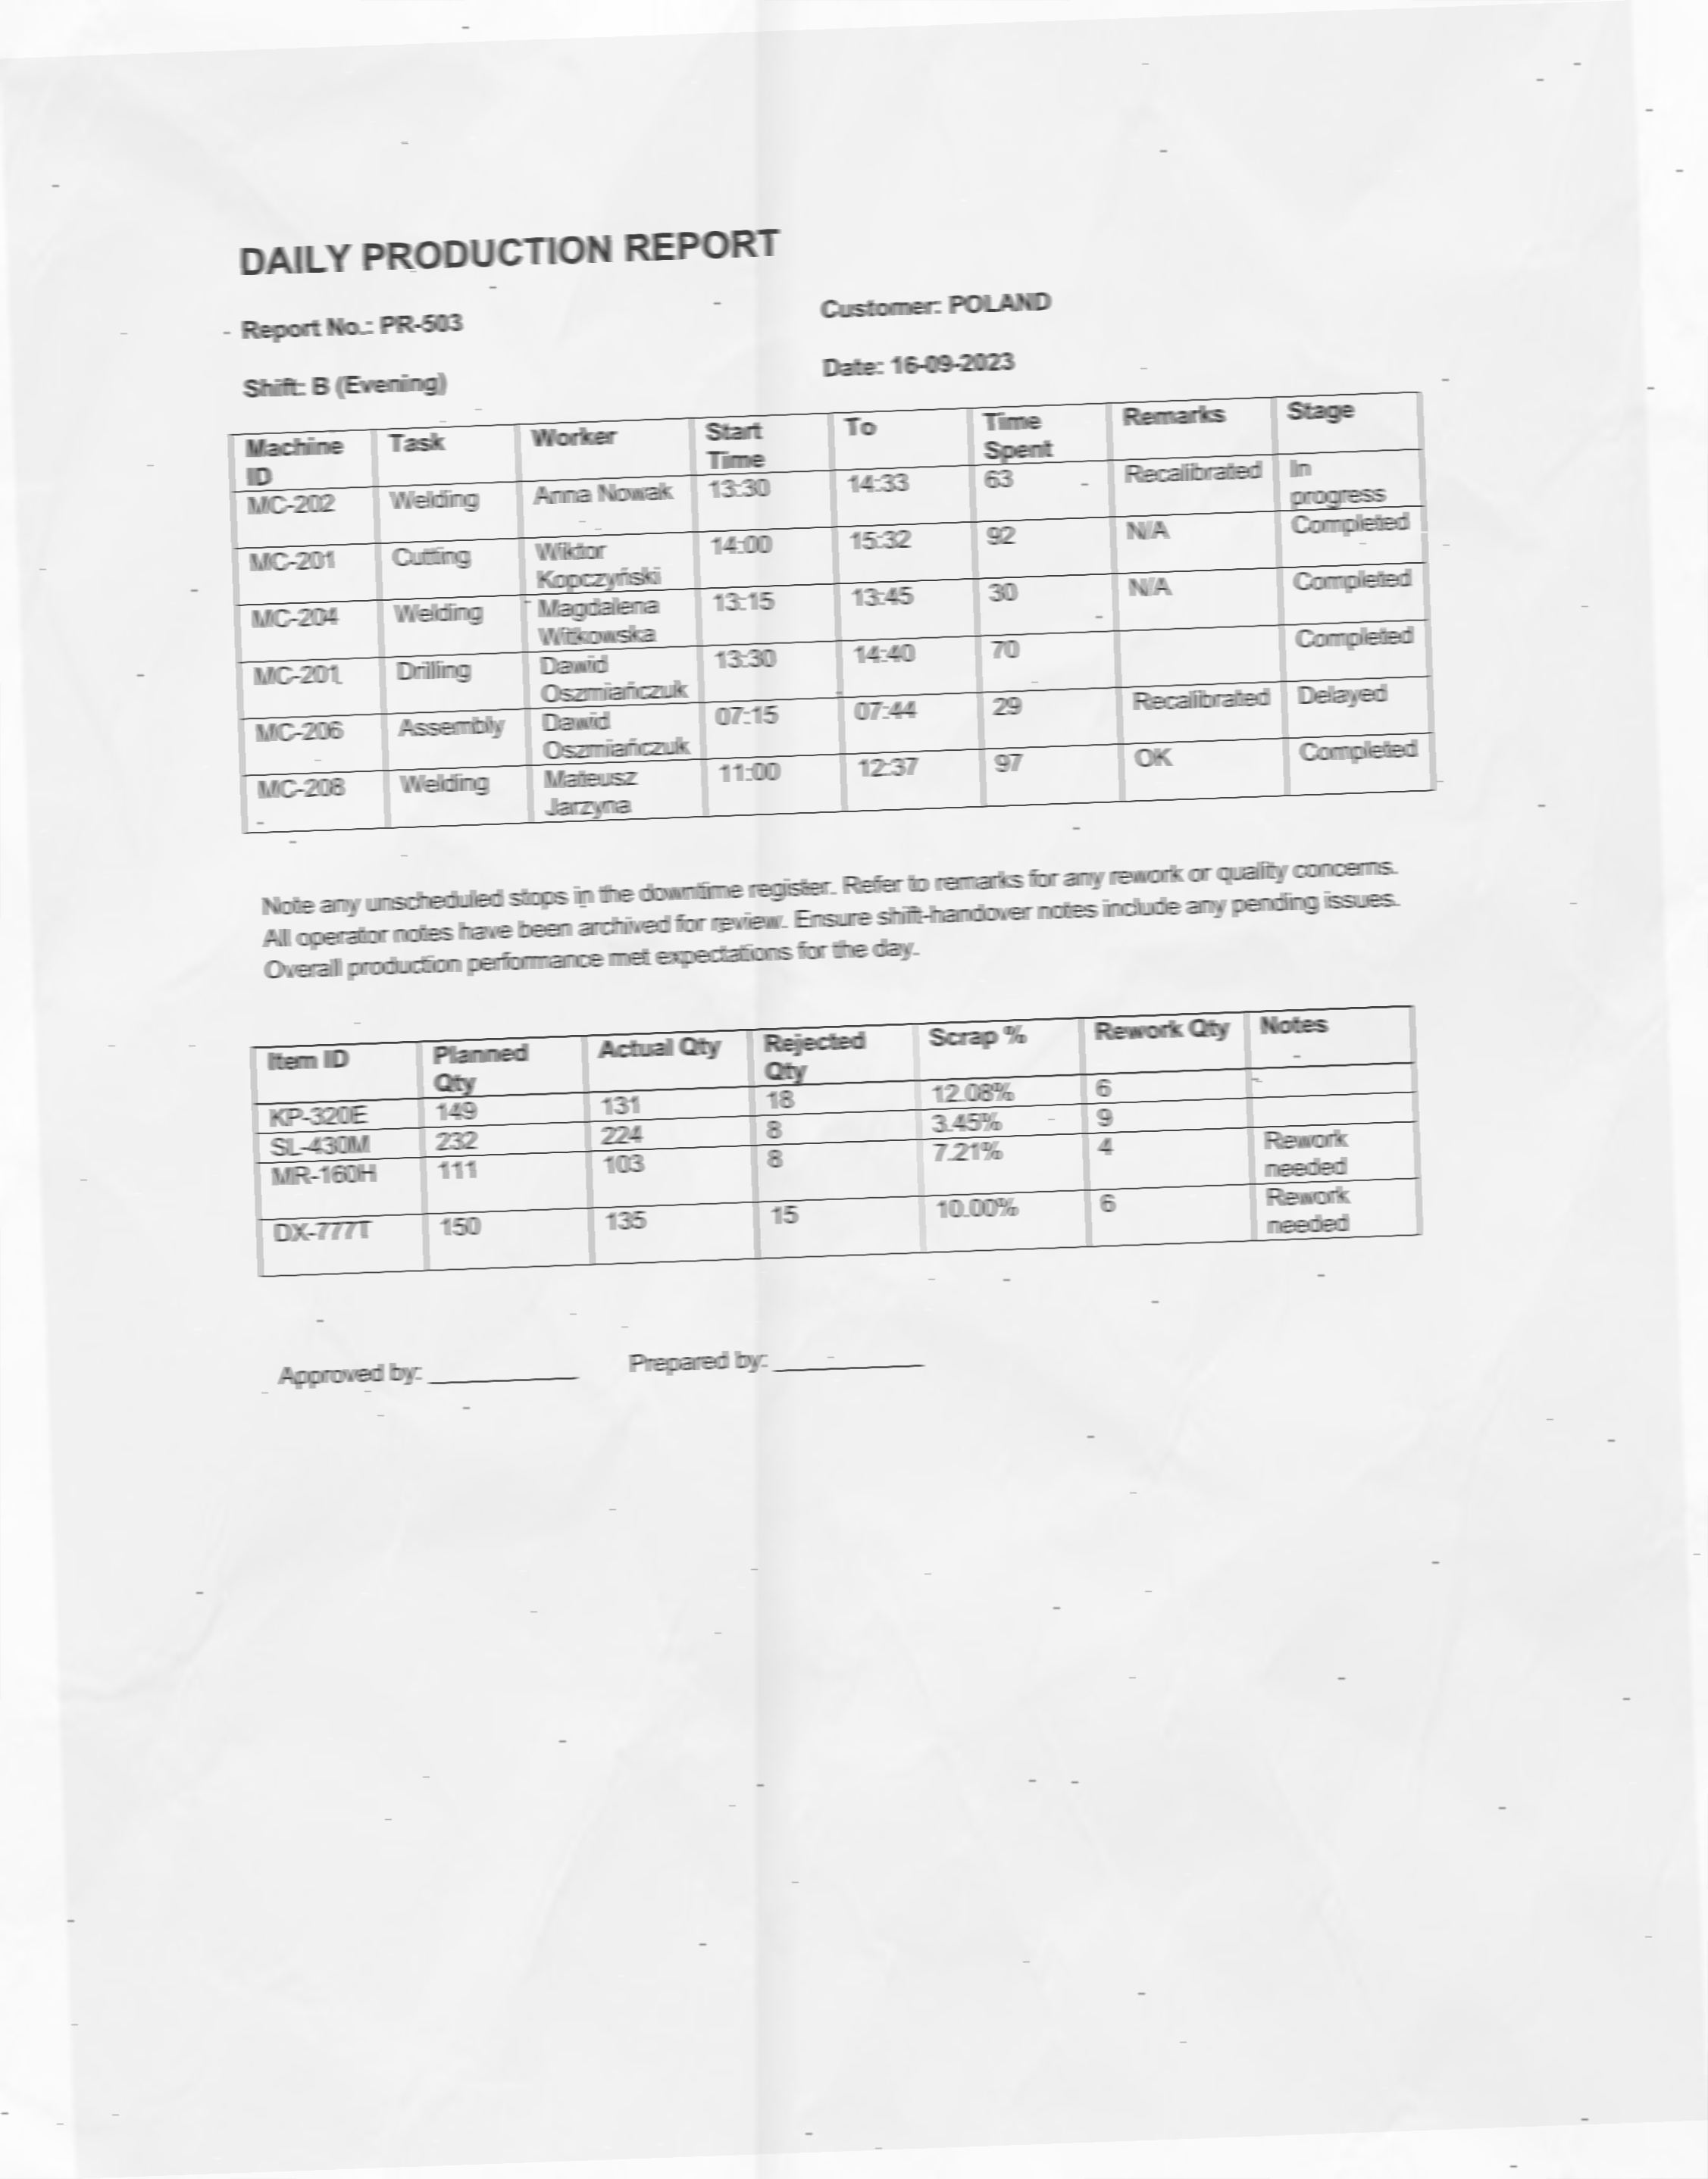 DAILY PRODUCTION REPORT
Report No.: PR-503 Customer: POLAND
Shift: B (Evening) Date: 16-09-2023
Machine ID Task Worker Start Time To Time Spent Remarks Stage
MC-202 Welding Anna Nowak 13:30 14:33 63 Recalibrated In progress
MC-201 Cutting Wiktor Kopczyński 14:00 15:32 92 N/A Completed
MC-204 Welding Magdalena Witkowska 13:15 13:45 30 N/A Completed
MC-201 Drilling Dawid Oszmiańczuk 13:30 14:40 70 Completed
MC-206 Assembly Dawid Oszmiańczuk 07:15 07:44 29 Recalibrated Delayed
MC-208 Welding Mateusz Jarzyna 11:00 12:37 97 OK Completed
Note any unscheduled stops in the downtime register. Refer to remarks for any rework or quality concerns.
All operator notes have been archived for review. Ensure shift-handover notes include any pending issues.
Overall production performance met expectations for the day.
Item ID Planned Qty Actual Qty Rejected Qty Scrap % Rework Qty Notes
KP-320E 149 131 18 12.08% 6
SL-430M 232 224 8 3.45% 9
MR-160H 111 103 8 7.21% 4 Rework needed
DX-777T 150 135 15 10.00% 6 Rework needed
Approved by: ____________ Prepared by: ____________